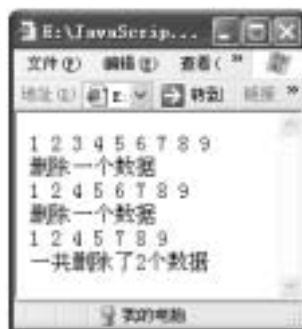 E:\JavaScrip...
文件(F) 编辑(E) 查看( »
地址(D) E: 转到 链接 »
1 2 3 4 5 6 7 8 9
删除一个数据
1 2 4 5 6 7 8 9
删除一个数据
1 2 4 5 7 8 9
一共删除了2个数据
我的电脑